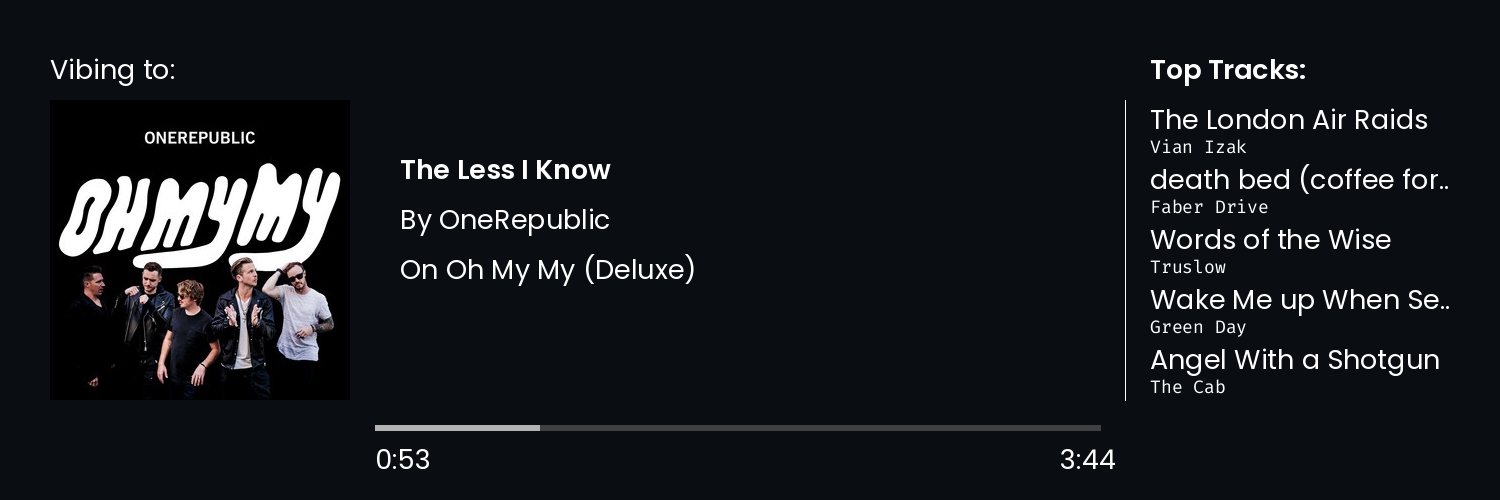 Vibing to:
ONEREPUBLIC
OH MY MY
The Less I Know
By OneRepublic
On Oh My My (Deluxe)
0:53
3:44
Top Tracks:
The London Air Raids
Vian Izak
death bed (coffee for..
Faber Drive
Words of the Wise
Truslow
Wake Me up When Se..
Green Day
Angel With a Shotgun
The Cab